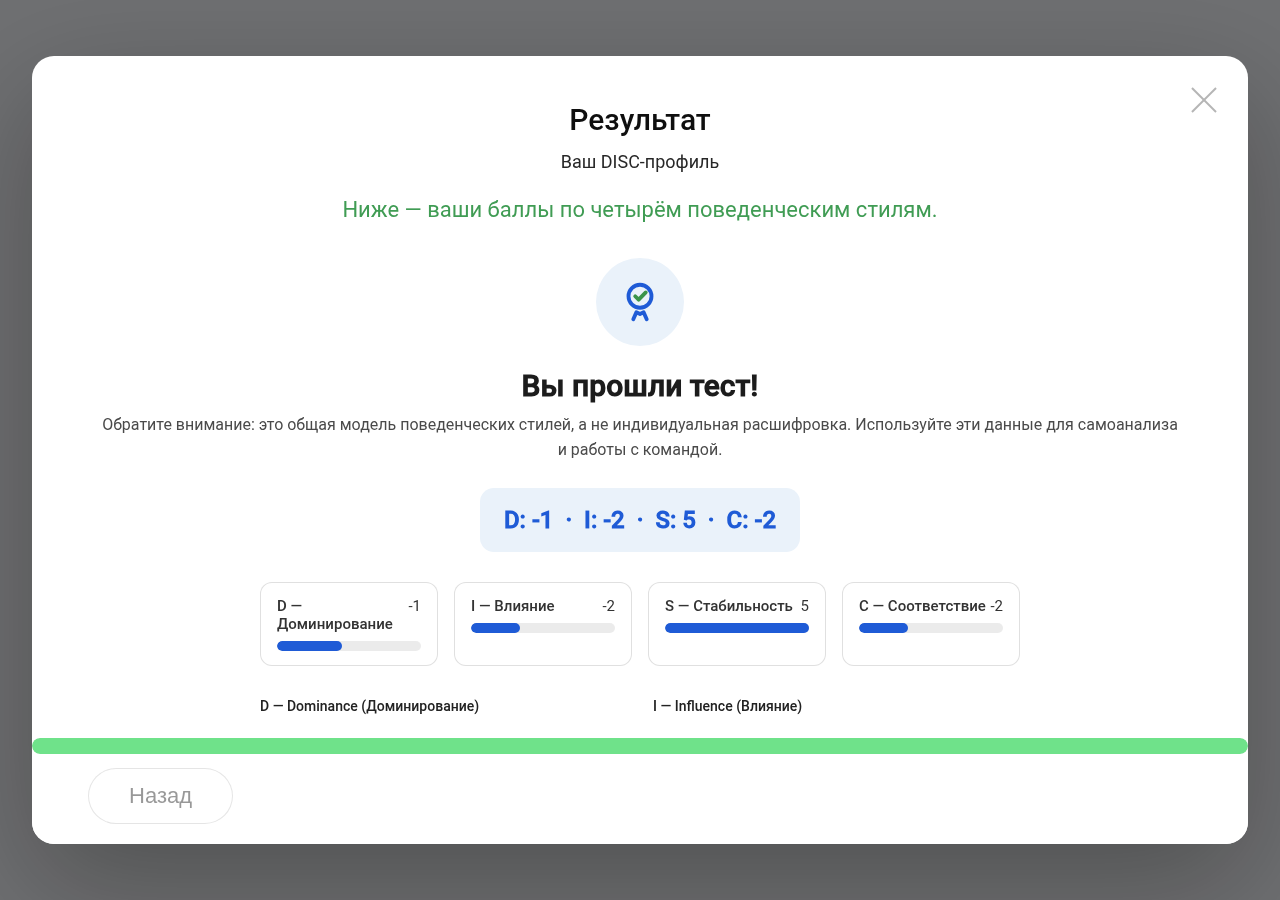 Результат
Ваш DISC-профиль
Ниже — ваши баллы по четырём поведенческим стилям.
Вы прошли тест!
Обратите внимание: это общая модель поведенческих стилей, а не индивидуальная расшифровка. Используйте эти данные для самоанализа
и работы с командой.
D: -1 · I: -2 · S: 5 · C: -2
D — Доминирование -1
I — Влияние -2
S — Стабильность 5
C — Соответствие -2
D — Dominance (Доминирование)
I — Influence (Влияние)
Назад